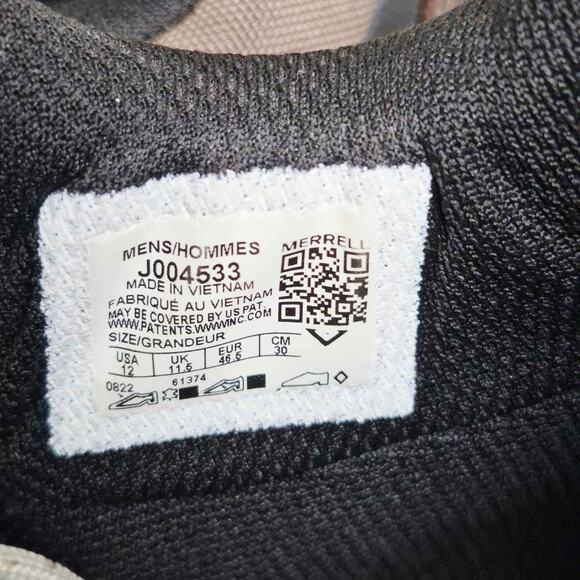 MENS/HOMMES
MERRELL
J004533
MADE IN VIETNAM
FABRIQUÉ AU VIETNAM
MAY BE COVERED BY US PAT.
WWW.PATENTS.WWWINC.COM
SIZE/GRANDEUR
USA UK EUR CM
12 11.5 46.5 30
0822 61374